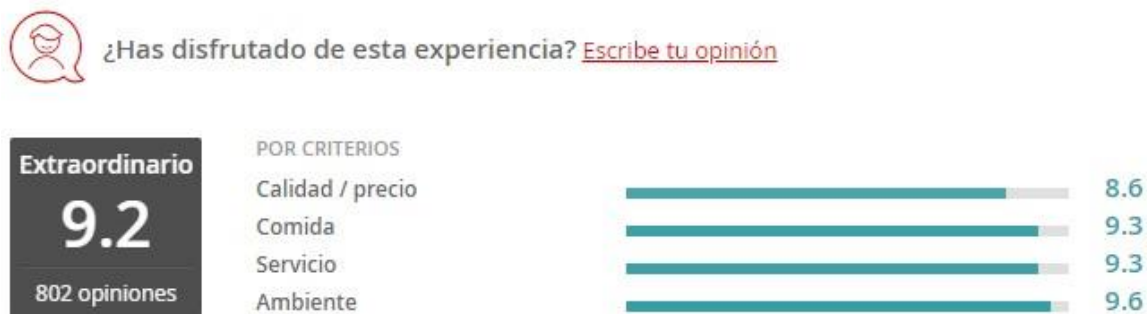 ¿Has disfrutado de esta experiencia? Escribe tu opinión
Extraordinario
9.2
802 opiniones
POR CRITERIOS
Calidad / precio 8.6
Comida 9.3
Servicio 9.3
Ambiente 9.6